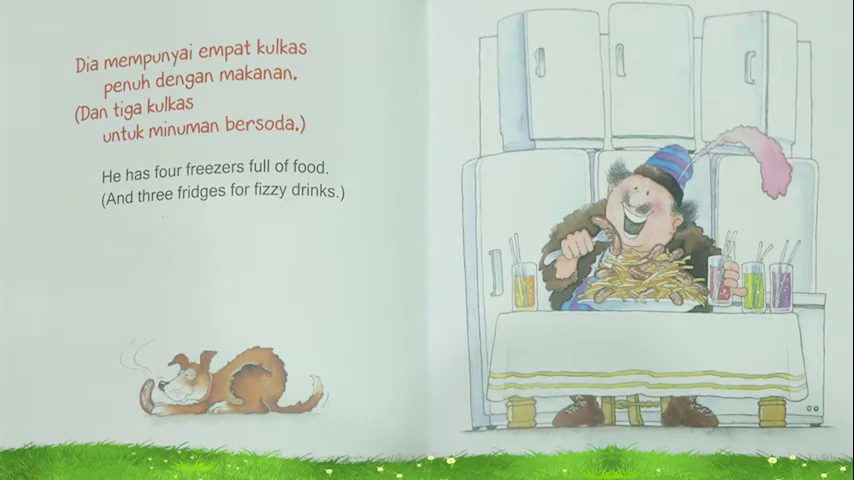 Dia mempunyai empat kulkas
penuh dengan makanan.
(Dan tiga kulkas
untuk minuman bersoda.)
He has four freezers full of food.
(And three fridges for fizzy drinks.)